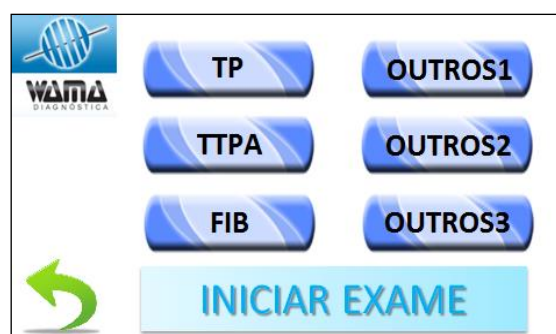 WAMA
DIAGNÓSTICA
TP
OUTROS1
TTPA
OUTROS2
FIB
OUTROS3
INICIAR EXAME